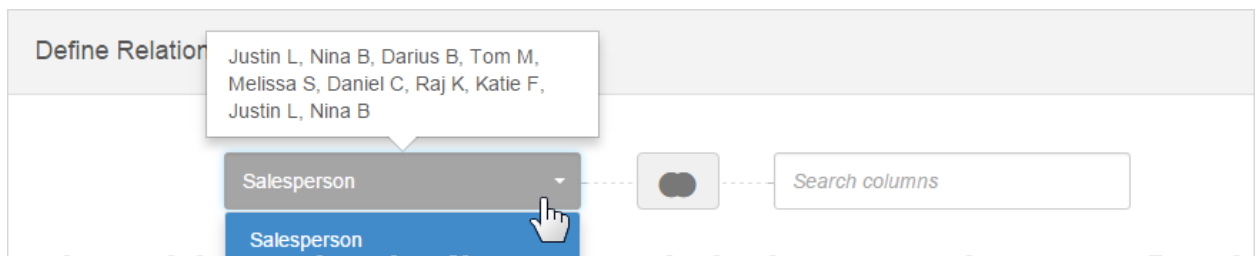 Define Relation
Justin L, Nina B, Darius B, Tom M,
Melissa S, Daniel C, Raj K, Katie F,
Justin L, Nina B
Salesperson
Search columns
Salesperson